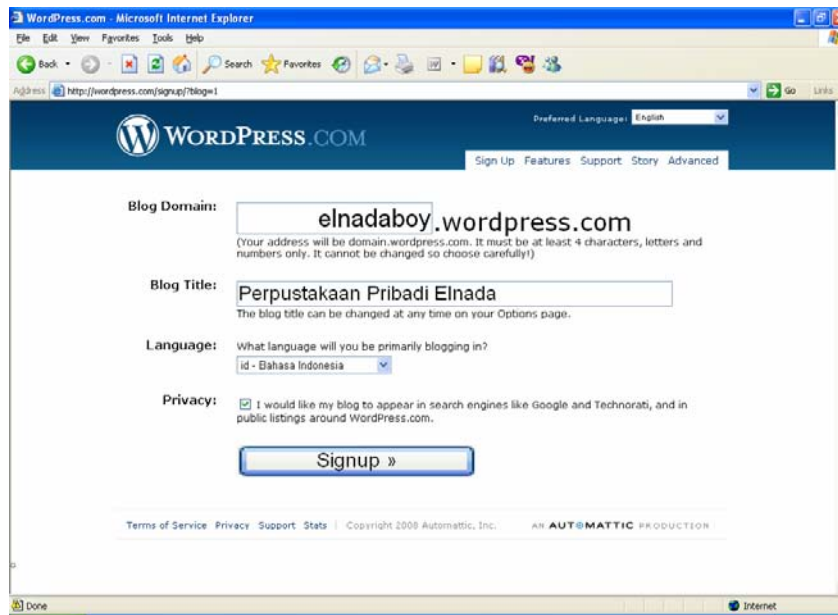 WordPress.com - Microsoft Internet Explorer
File Edit View Favorites Tools Help
Back Search Favorites
Address http://wordpress.com/signup/?blog=1 Go Links
Preferred Language: English
WORDPRESS.COM
Sign Up Features Support Story Advanced
Blog Domain: elnadaboy .wordpress.com
(Your address will be domain.wordpress.com. It must be at least 4 characters, letters and
numbers only. It cannot be changed so choose carefully!)
Blog Title: Perpustakaan Pribadi Elnada
The blog title can be changed at any time on your Options page.
Language: What language will you be primarily blogging in?
id - Bahasa Indonesia
Privacy: I would like my blog to appear in search engines like Google and Technorati, and in
public listings around WordPress.com.
Signup »
Terms of Service Privacy Support Stats | Copyright 2008 Automattic, Inc. AN AUTOMATTIC PRODUCTION
Done Internet